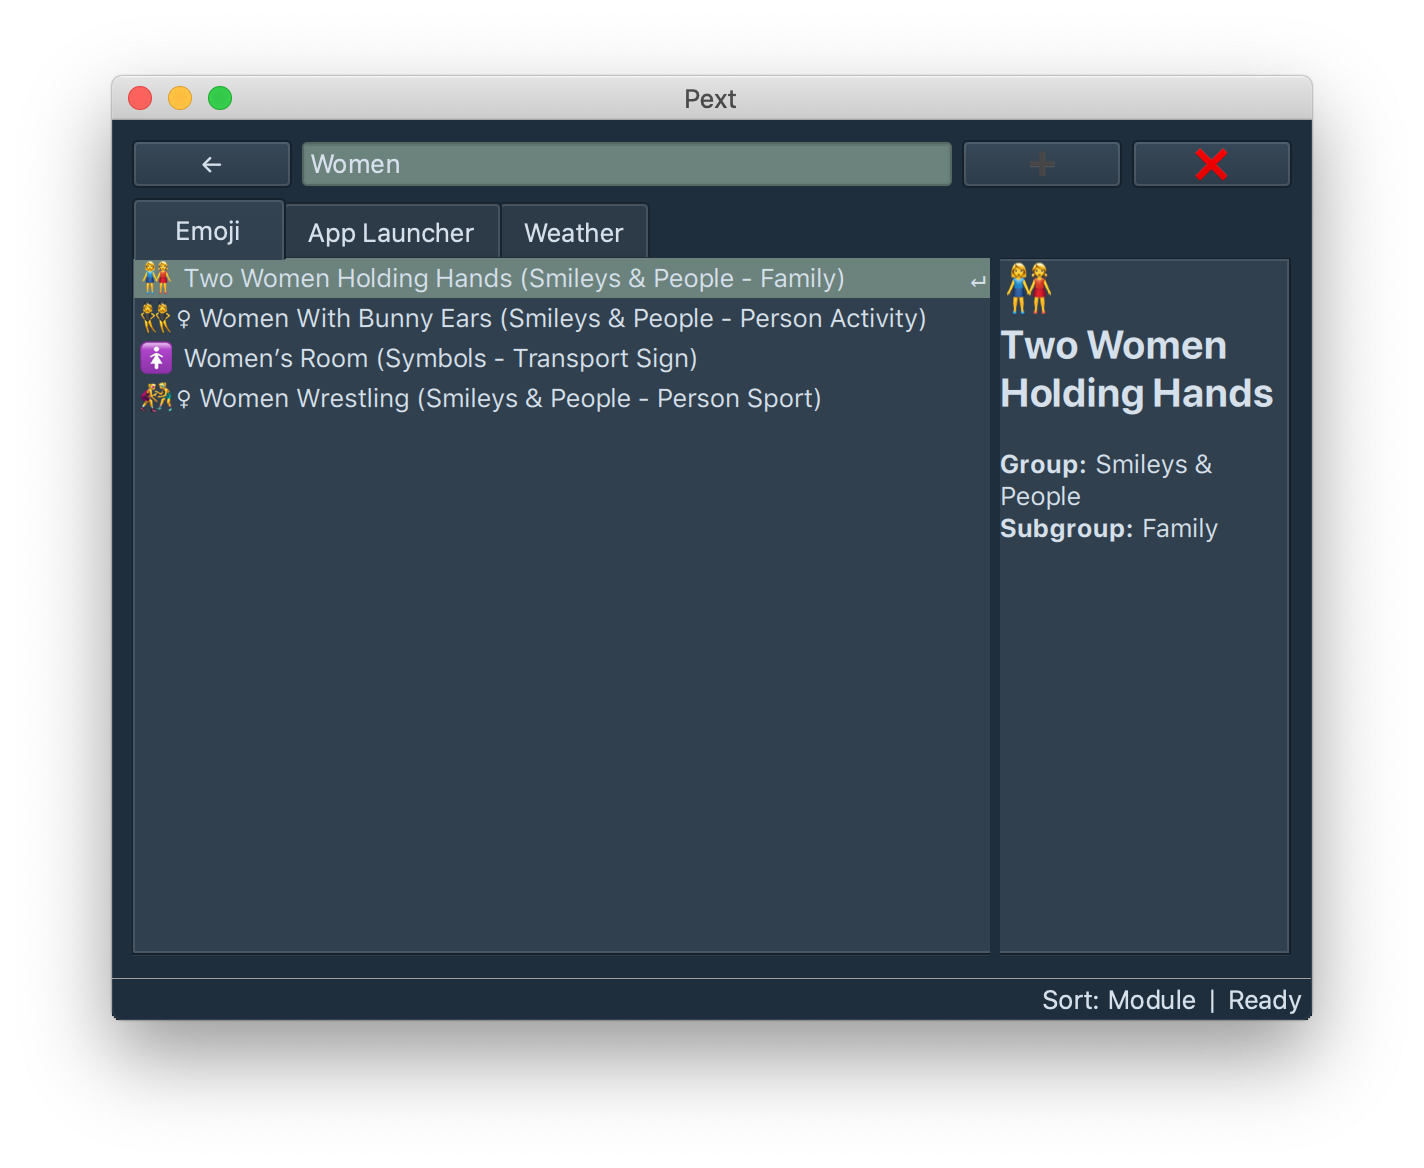 Pext
← Women
Emoji App Launcher Weather
Two Women Holding Hands (Smileys & People - Family) ↵
♀ Women With Bunny Ears (Smileys & People - Person Activity)
Women’s Room (Symbols - Transport Sign)
♀ Women Wrestling (Smileys & People - Person Sport)
Two Women
Holding Hands
Group: Smileys &
People
Subgroup: Family
Sort: Module | Ready